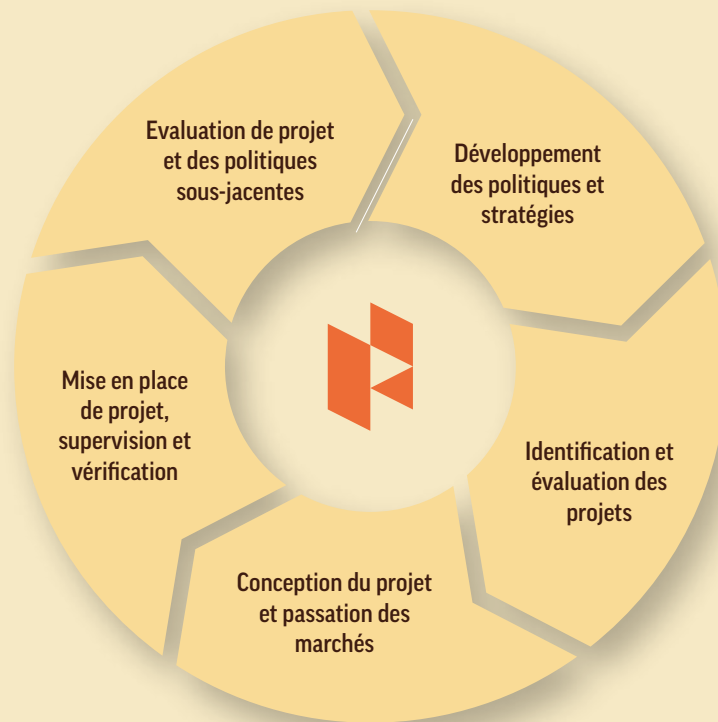 Evaluation de projet
et des politiques
sous-jacentes
Développement
des politiques et
stratégies
Identification et
évaluation des
projets
Conception du projet
et passation des
marchés
Mise en place
de projet,
supervision et
vérification